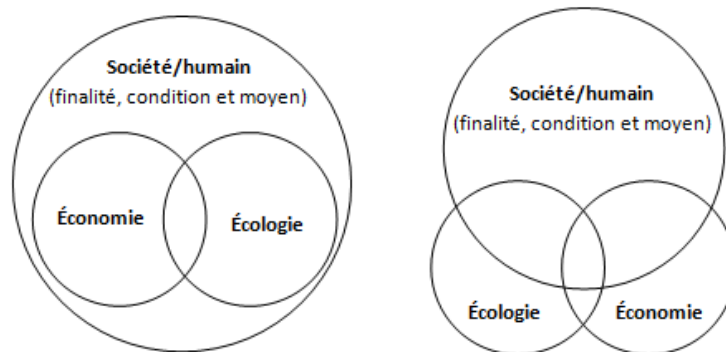 Société/humain
(finalité, condition et moyen)
Économie
Écologie
Société/humain
(finalité, condition et moyen)
Écologie
Économie